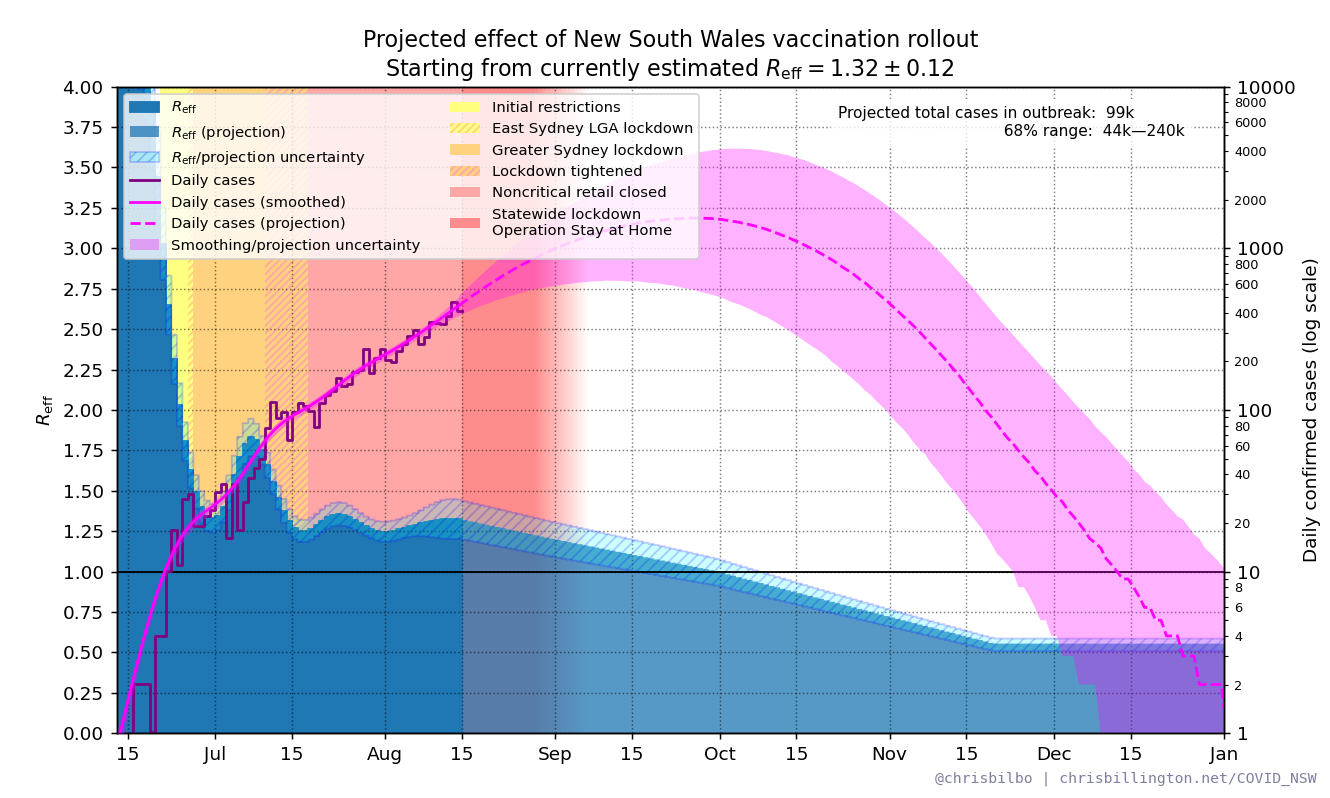 Projected effect of New South Wales vaccination rollout
Starting from currently estimated Reff = 1.32 ± 0.12
Projected total cases in outbreak: 99k
68% range: 44k—240k
Reff
Reff (projection)
Reff/projection uncertainty
Daily cases
Daily cases (smoothed)
Daily cases (projection)
Smoothing/projection uncertainty
Initial restrictions
East Sydney LGA lockdown
Greater Sydney lockdown
Lockdown tightened
Noncritical retail closed
Statewide lockdown
Operation Stay at Home
Reff
4.00
3.75
3.50
3.25
3.00
2.75
2.50
2.25
2.00
1.75
1.50
1.25
1.00
0.75
0.50
0.25
0.00
10000
8000
6000
4000
2000
1000
800
600
400
200
100
80
60
40
20
10
8
6
4
2
1
Daily confirmed cases (log scale)
15 Jul 15 Aug 15 Sep 15 Oct 15 Nov 15 Dec 15 Jan
@chrisbilbo | chrisbillington.net/COVID_NSW